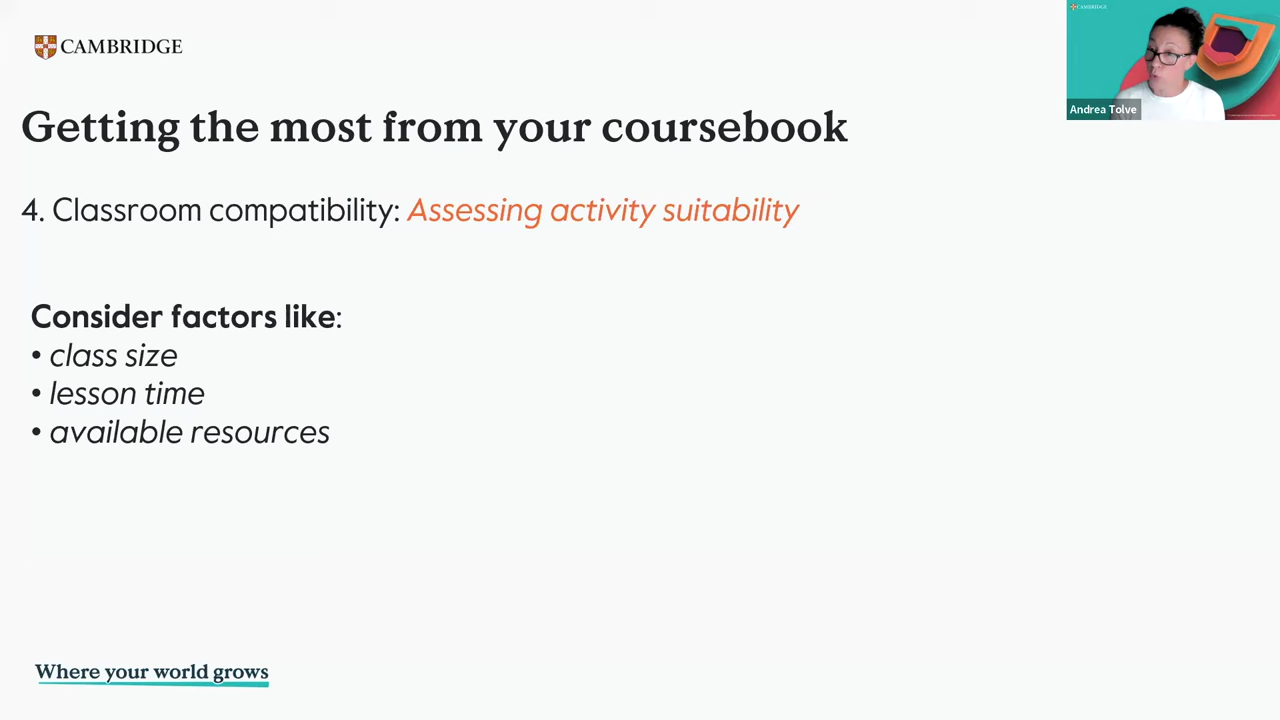 CAMBRIDGE
CAMBRIDGE
Andrea Tolve
Getting the most from your coursebook
4. Classroom compatibility: Assessing activity suitability
Consider factors like:
• class size
• lesson time
• available resources
Where your world grows